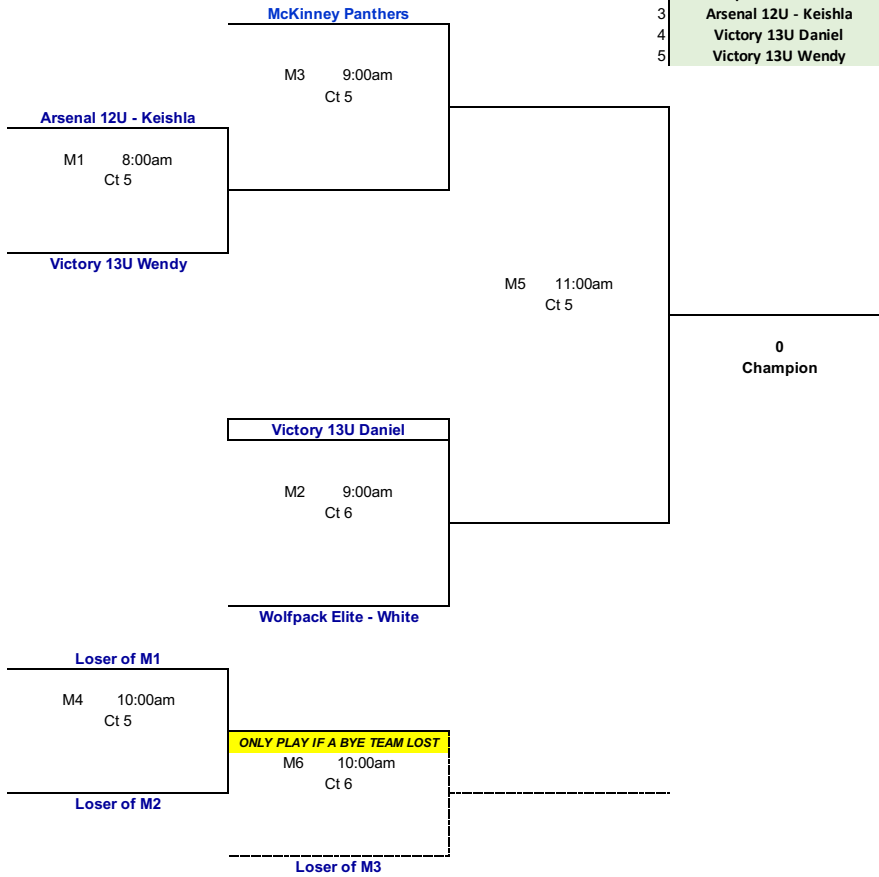 McKinney Panthers
3 Arsenal 12U - Keishla
4 Victory 13U Daniel
5 Victory 13U Wendy
M3 9:00am
Ct 5
Arsenal 12U - Keishla
M1 8:00am
Ct 5
Victory 13U Wendy
M5 11:00am
Ct 5
0
Champion
Victory 13U Daniel
M2 9:00am
Ct 6
Wolfpack Elite - White
Loser of M1
M4 10:00am
Ct 5
ONLY PLAY IF A BYE TEAM LOST
M6 10:00am
Ct 6
Loser of M2
Loser of M3